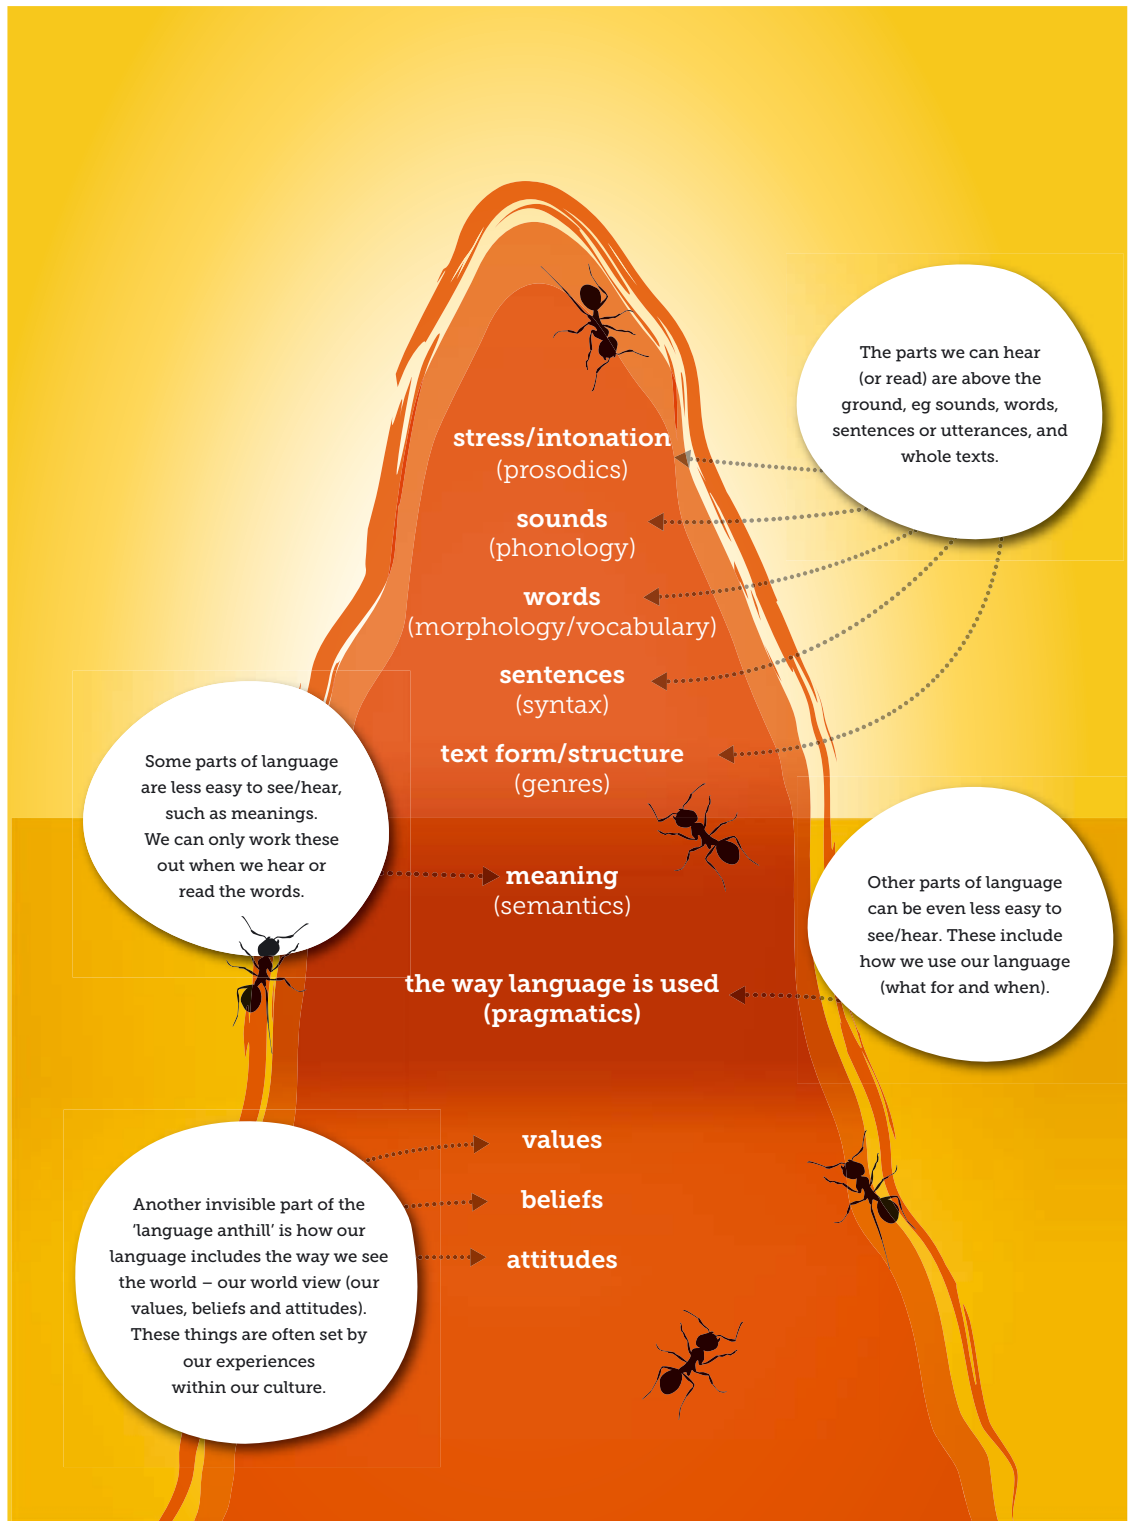 The parts we can hear
(or read) are above the
ground, eg sounds, words,
sentences or utterances, and
whole texts.
stress/intonation
(prosodics)
sounds
(phonology)
words
(morphology/vocabulary)
sentences
(syntax)
text form/structure
(genres)
Some parts of language
are less easy to see/hear,
such as meanings.
We can only work these
out when we hear or
read the words.
meaning
(semantics)
Other parts of language
can be even less easy to
see/hear. These include
how we use our language
(what for and when).
the way language is used
(pragmatics)
values
beliefs
attitudes
Another invisible part of the
‘language anthill’ is how our
language includes the way we see
the world – our world view (our
values, beliefs and attitudes).
These things are often set by
our experiences
within our culture.